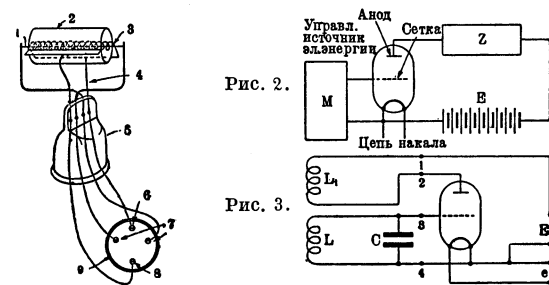 1 2 3
4
5
6
7
8
9
Рис. 2.
Управл.
источник
эл.энергии
Анод
Сетка
Z
M
E
Цепь накала
Рис. 3.
1
2
L₁
3
L
C
4
E
e